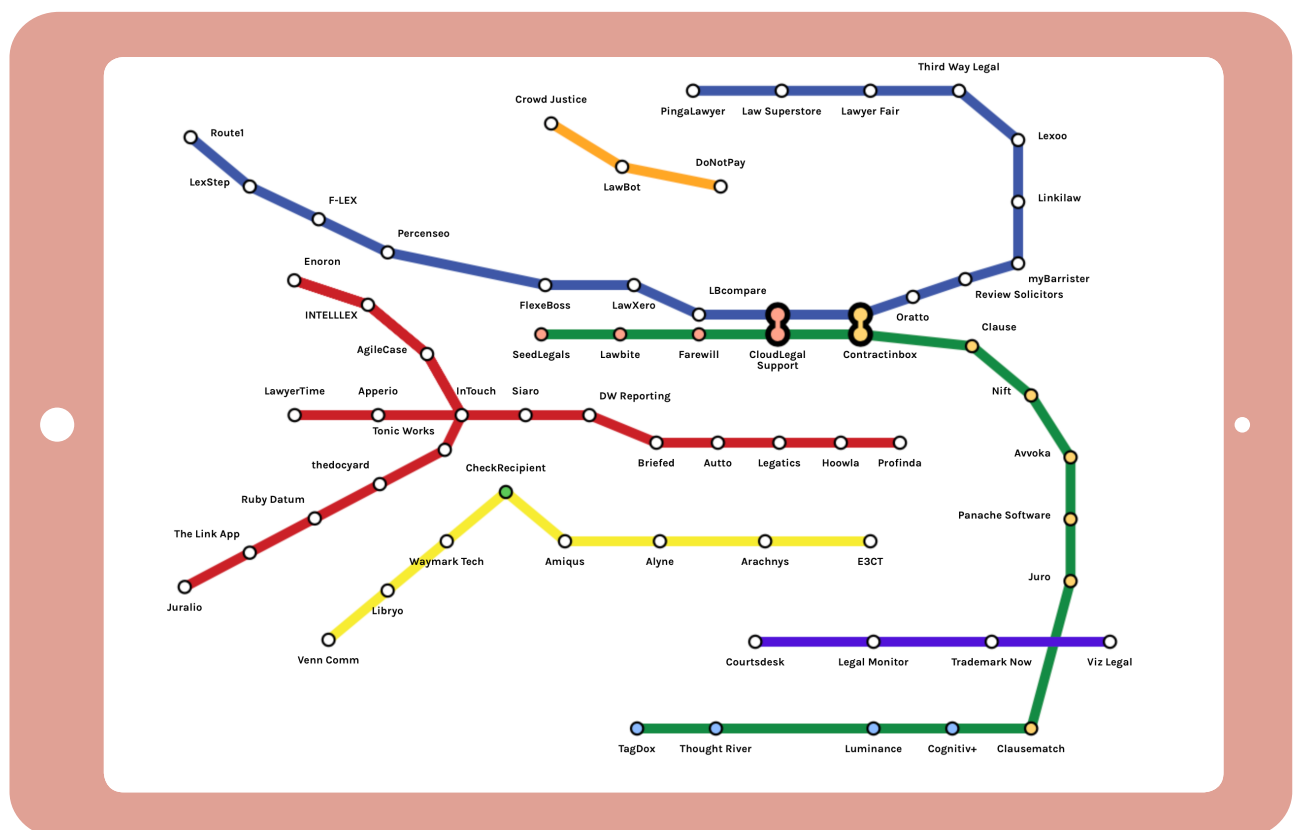 Third Way Legal
Crowd Justice
PingaLawyer
Law Superstore
Lawyer Fair
Route1
Lexoo
DoNotPay
LexStep
LawBot
F-LEX
Linkilaw
Percenseo
Enoron
myBarrister
LBcompare
Review Solicitors
FlexeBoss
LawXero
INTELLLEX
Oratto
Clause
AgileCase
SeedLegals
Lawbite
Farewill
CloudLegal
Support
Contractinbox
LawyerTime
Apperio
InTouch
Siaro
DW Reporting
Nift
Tonic Works
Avvoka
thedocyard
CheckRecipient
Briefed
Autto
Legatics
Hoowla
Profinda
Ruby Datum
Panache Software
The Link App
Waymark Tech
Amiqus
Alyne
Arachnys
E3CT
Juro
Juralio
Libryo
Venn Comm
Courtsdesk
Legal Monitor
Trademark Now
Viz Legal
TagDox
Thought River
Luminance
Cognitiv+
Clausematch